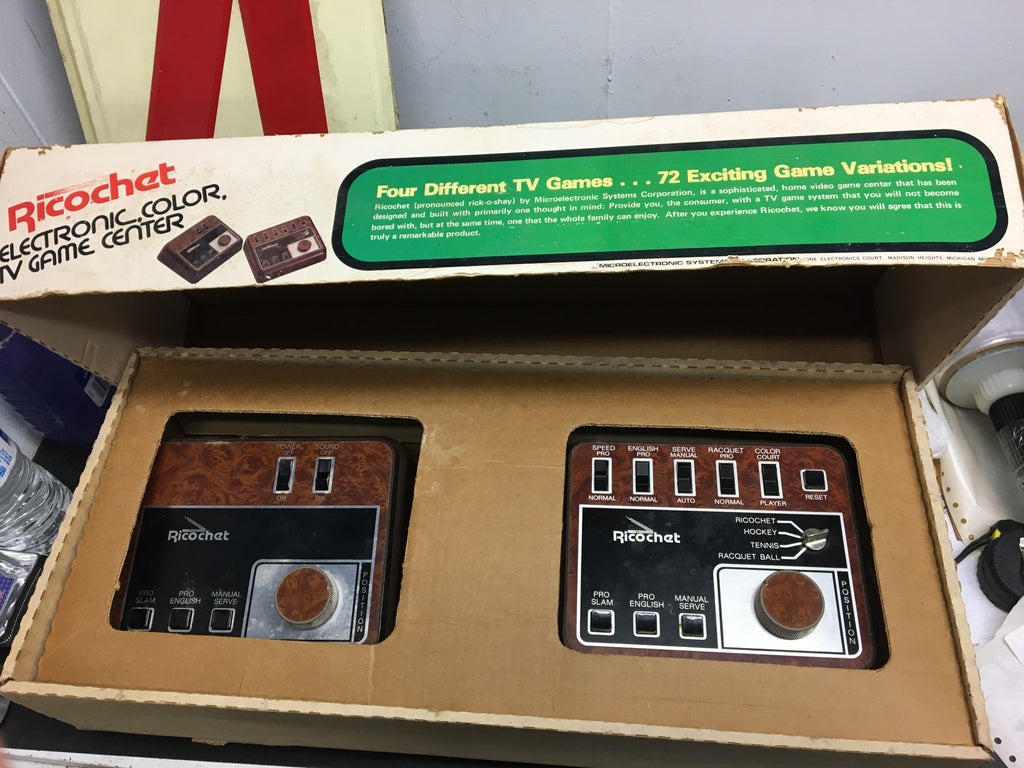 Ricochet
ELECTRONIC COLOR,
TV GAME CENTER
Four Different TV Games . . . 72 Exciting Game Variations!
Ricochet (pronounced rick-o-shay) by Microelectronic Systems Corporation, is a sophisticated, home video game center that has been
designed and built with primarily one thought in mind: Provide you, the consumer, with a TV game system that you will not become
bored with, but at the same time, one that the whole family can enjoy. After you experience Ricochet, we know you will agree that this is
truly a remarkable product.
MICROELECTRONIC SYSTEMS ONE ELECTRONICS COURT, MADISON HEIGHTS, MICHIGAN
POWER SOUND
OFF OFF
ON ON
Ricochet
PRO SLAM
PRO ENGLISH
MANUAL SERVE
POSITION
SPEED PRO
ENGLISH PRO
SERVE MANUAL
RACQUET PRO
COLOR COURT
NORMAL NORMAL AUTO NORMAL PLAYER RESET
Ricochet
RICOCHET
HOCKEY
TENNIS
RACQUET BALL
PRO SLAM
PRO ENGLISH
MANUAL SERVE
POSITION